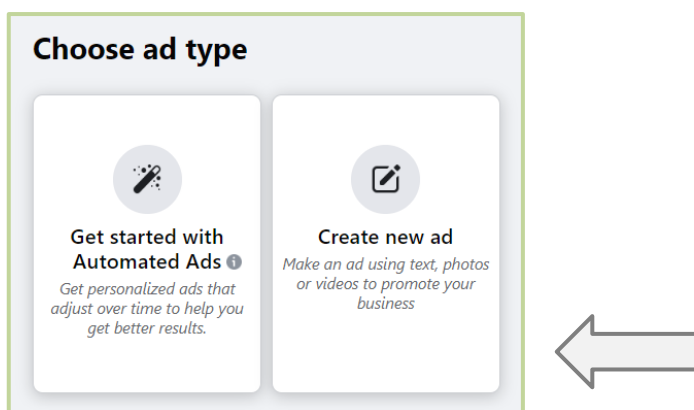 Choose ad type
Get started with
Automated Ads
Get personalized ads that
adjust over time to help you
get better results.
Create new ad
Make an ad using text, photos
or videos to promote your
business